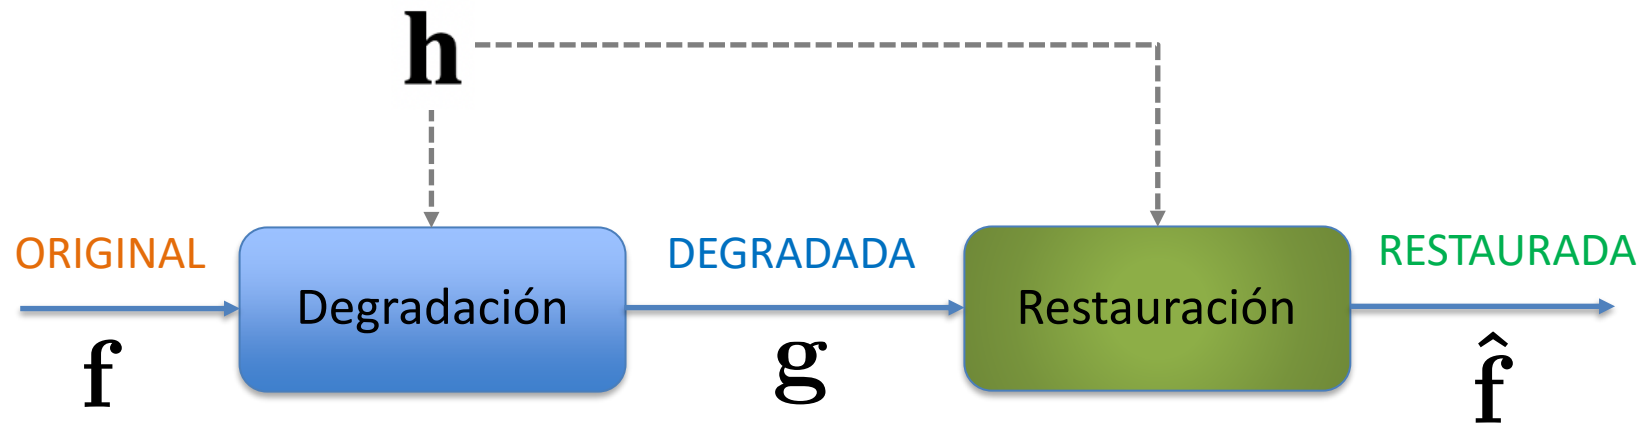 h
ORIGINAL
Degradación
DEGRADADA
Restauración
RESTAURADA
f
g
f̂